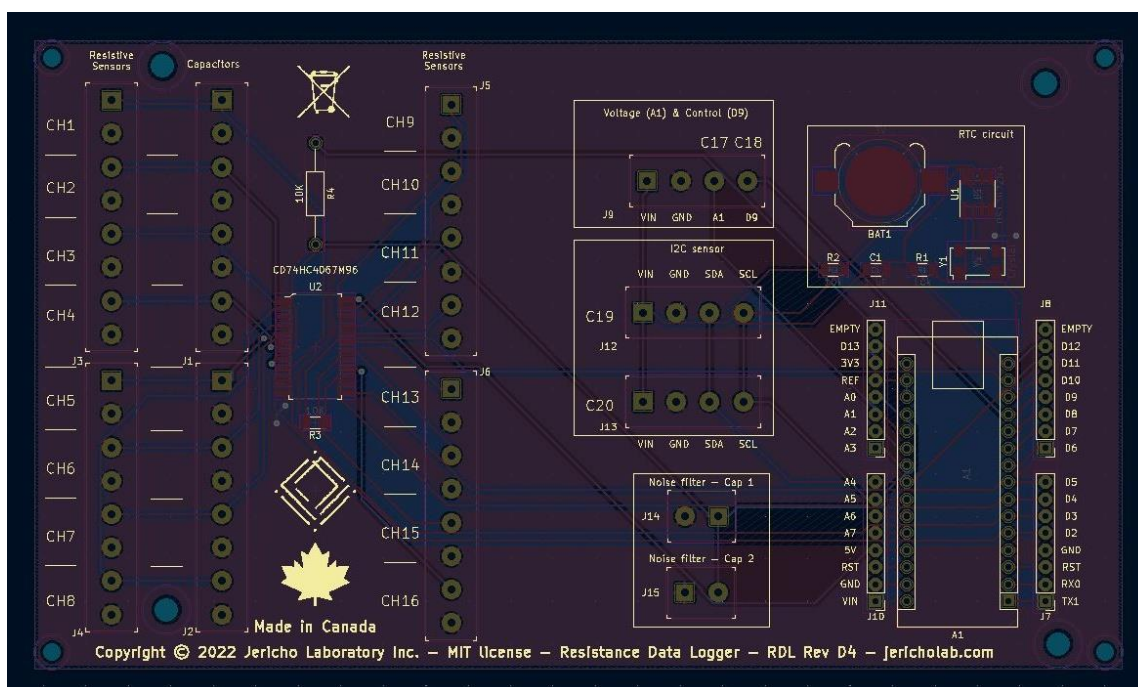 Resistive
Sensors
Capacitors
Resistive
Sensors
J5
CH1
CH2
CH3
CH4
J3
J1
CH5
CH6
CH7
CH8
J4
J2
10K
R4
CD74HC4067M96
U2
10K
R3
CH9
CH10
CH11
CH12
J6
CH13
CH14
CH15
CH16
Voltage (A1) & Control (D9)
C17 C18
J9
VIN GND A1 D9
I2C sensor
VIN GND SDA SCL
C19
J12
C20
J13
VIN GND SDA SCL
Noise filter – Cap 1
J14
Noise filter – Cap 2
J15
RTC circuit
U1
BAT1
R2 C1 R1 Y1
J11
EMPTY
D13
3V3
REF
A0
A1
A2
A3
A4
A5
A6
A7
5V
RST
GND
VIN
J10
A1
A1
J8
EMPTY
D12
D11
D10
D9
D8
D7
D6
D5
D4
D3
D2
GND
RST
RX0
TX1
J7
Made in Canada
Copyright © 2022 Jericho Laboratory Inc. – MIT license – Resistance Data Logger – RDL Rev D4 – jericholab.com